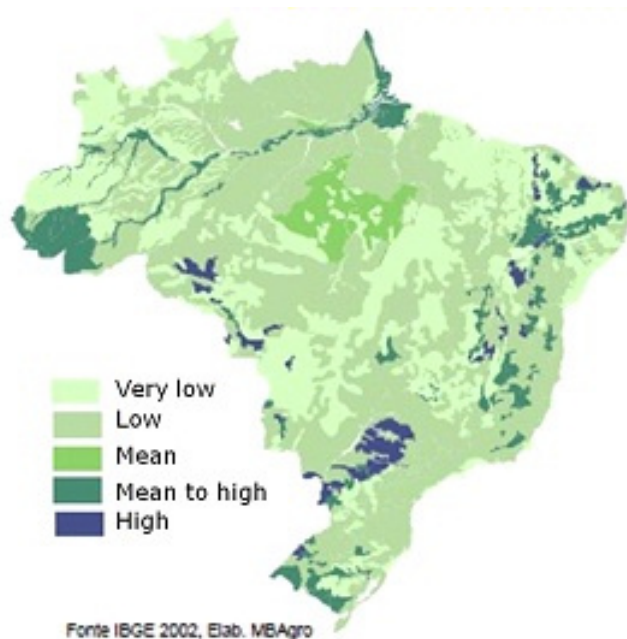 Very low
Low
Mean
Mean to high
High
Fonte IBGE 2002, Elab. MBAgro